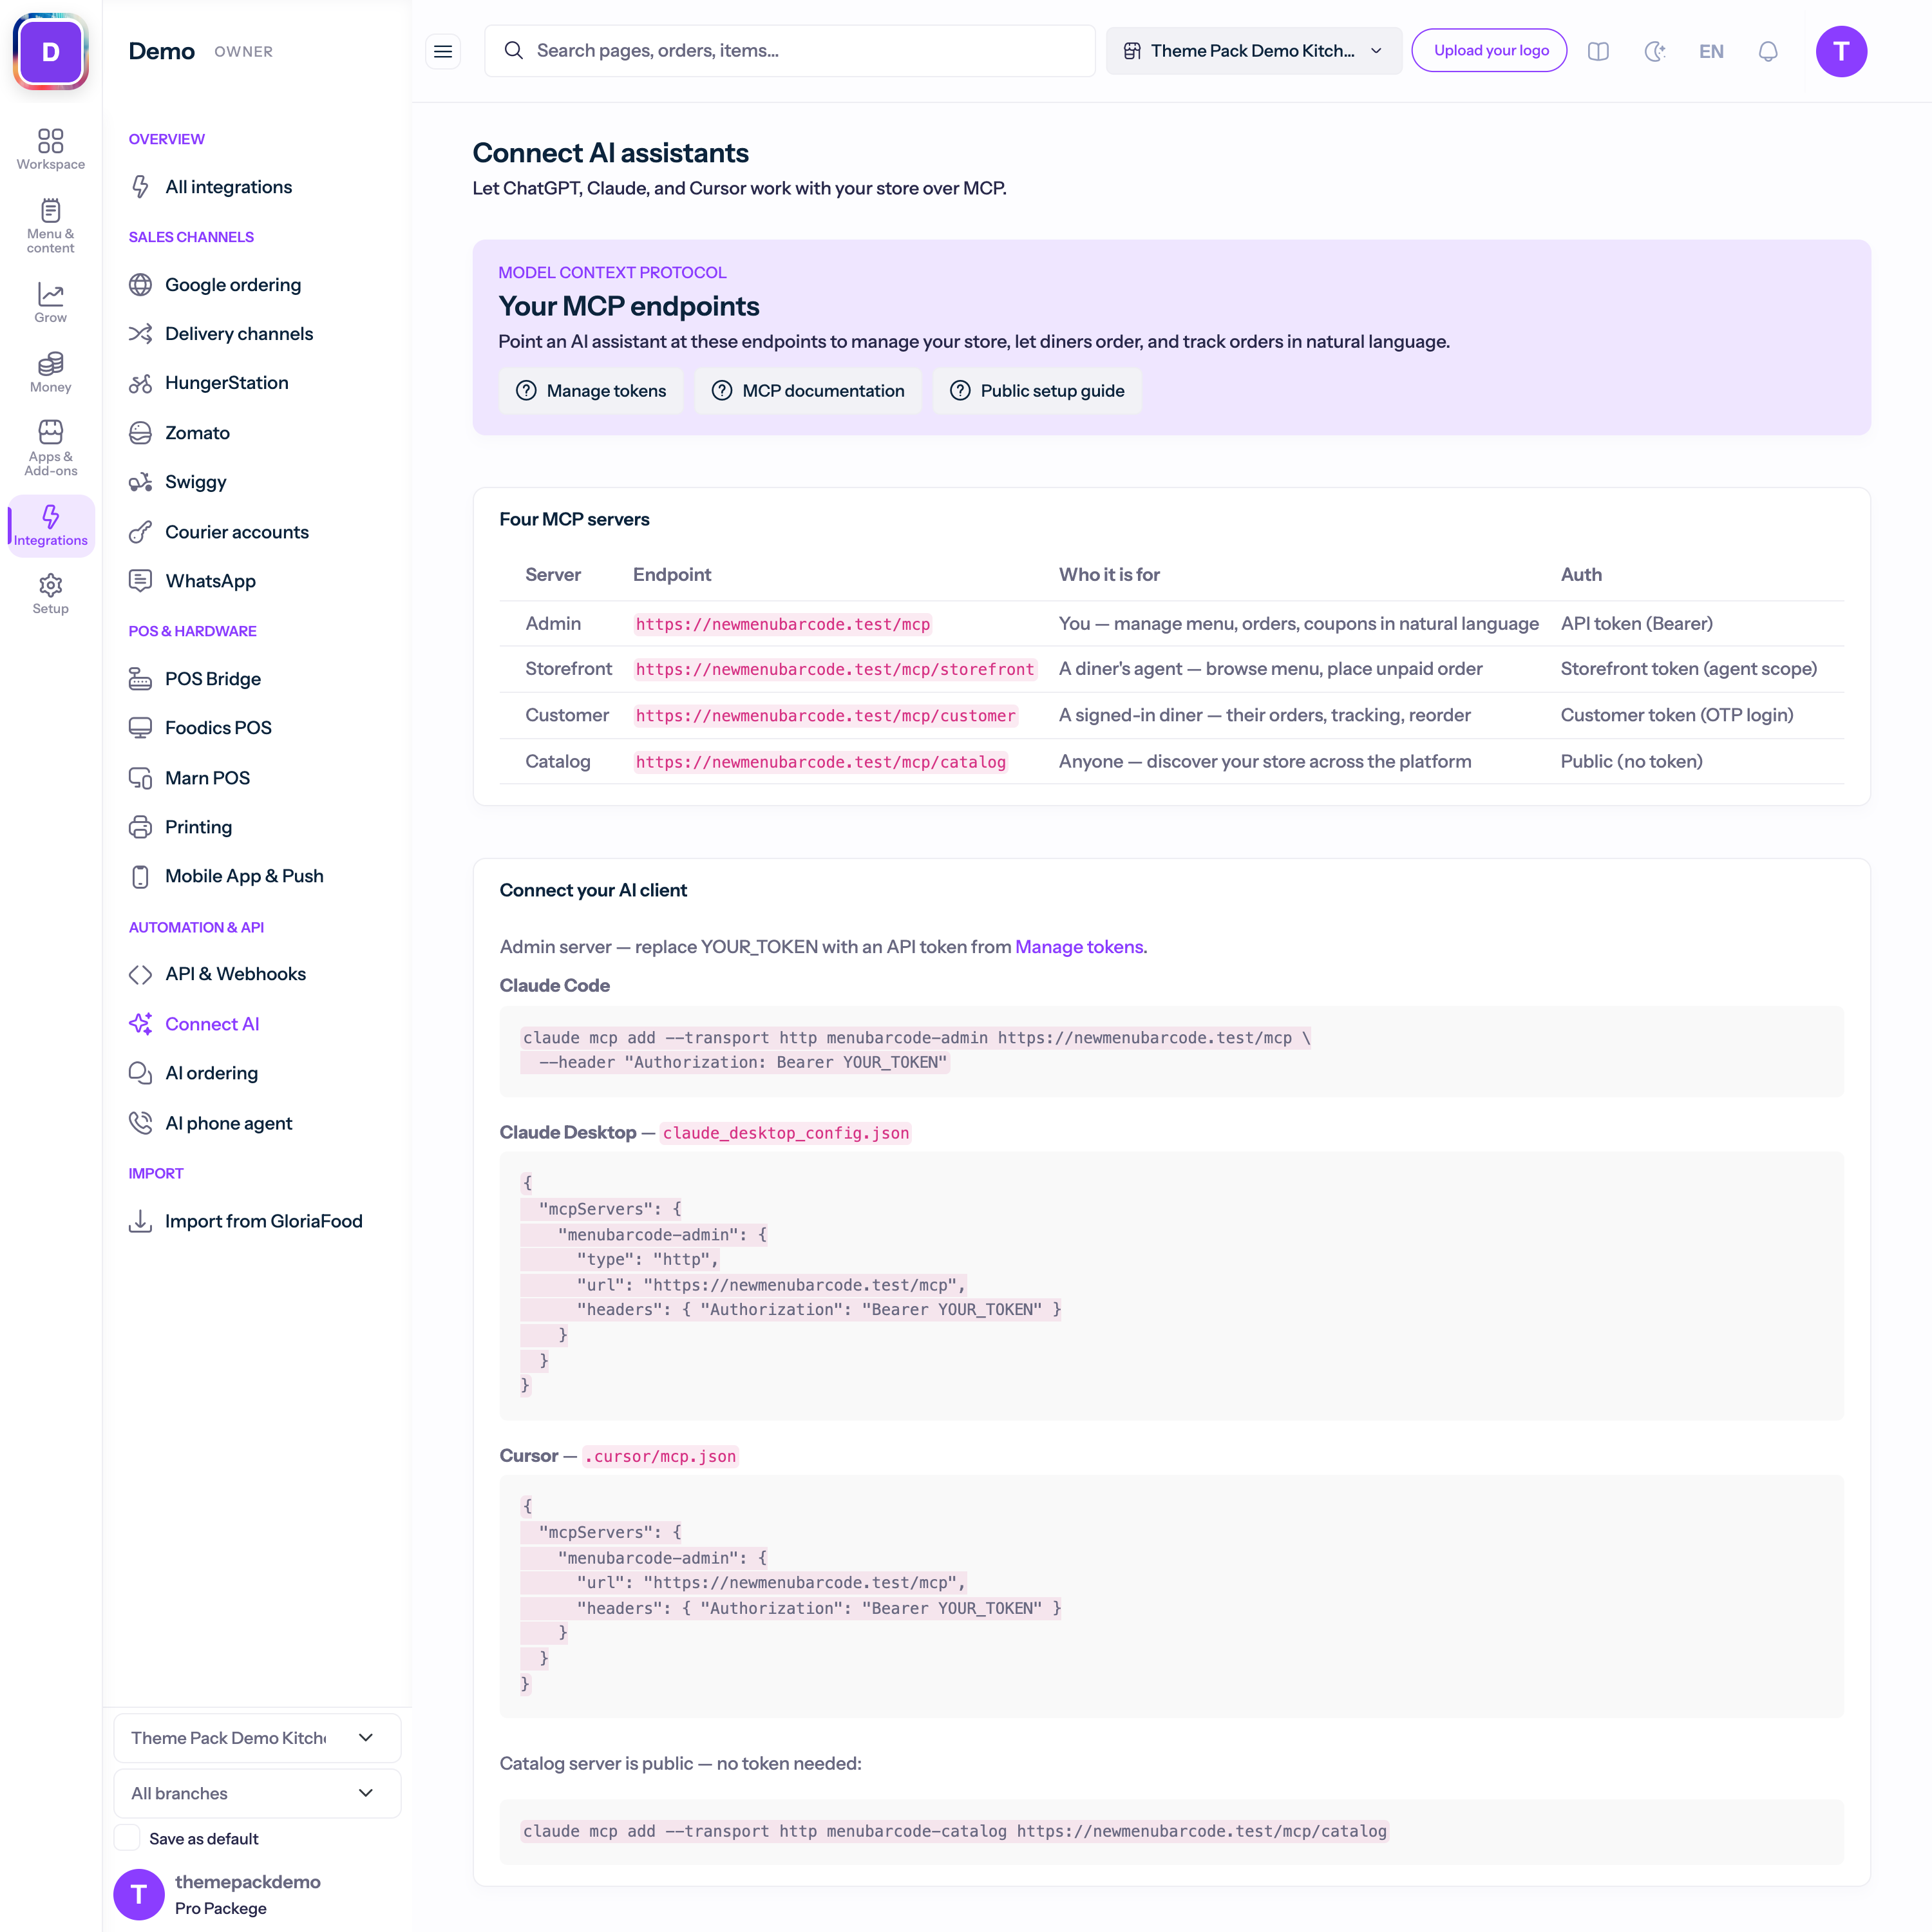 D
Workspace
Menu &
content
Grow
Money
Apps &
Add-ons
Integrations
Setup
Demo OWNER
OVERVIEW
All integrations
SALES CHANNELS
Google ordering
Delivery channels
HungerStation
Zomato
Swiggy
Courier accounts
WhatsApp
POS & HARDWARE
POS Bridge
Foodics POS
Marn POS
Printing
Mobile App & Push
AUTOMATION & API
API & Webhooks
Connect AI
AI ordering
AI phone agent
IMPORT
Import from GloriaFood
Theme Pack Demo Kitch
All branches
Save as default
T
themepackdemo
Pro Packege
Search pages, orders, items...
Theme Pack Demo Kitch...
Upload your logo
EN
T
Connect AI assistants
Let ChatGPT, Claude, and Cursor work with your store over MCP.
MODEL CONTEXT PROTOCOL
Your MCP endpoints
Point an AI assistant at these endpoints to manage your store, let diners order, and track orders in natural language.
Manage tokens MCP documentation Public setup guide
Four MCP servers
Server Endpoint Who it is for Auth
Admin https://newmenubarcode.test/mcp You — manage menu, orders, coupons in natural language API token (Bearer)
Storefront https://newmenubarcode.test/mcp/storefront A diner's agent — browse menu, place unpaid order Storefront token (agent scope)
Customer https://newmenubarcode.test/mcp/customer A signed-in diner — their orders, tracking, reorder Customer token (OTP login)
Catalog https://newmenubarcode.test/mcp/catalog Anyone — discover your store across the platform Public (no token)
Connect your AI client
Admin server — replace YOUR_TOKEN with an API token from Manage tokens.
Claude Code
claude mcp add --transport http menubarcode-admin https://newmenubarcode.test/mcp \
--header "Authorization: Bearer YOUR_TOKEN"
Claude Desktop — claude_desktop_config.json
{
"mcpServers": {
"menubarcode-admin": {
"type": "http",
"url": "https://newmenubarcode.test/mcp",
"headers": { "Authorization": "Bearer YOUR_TOKEN" }
}
}
}
Cursor — .cursor/mcp.json
{
"mcpServers": {
"menubarcode-admin": {
"url": "https://newmenubarcode.test/mcp",
"headers": { "Authorization": "Bearer YOUR_TOKEN" }
}
}
}
Catalog server is public — no token needed:
claude mcp add --transport http menubarcode-catalog https://newmenubarcode.test/mcp/catalog